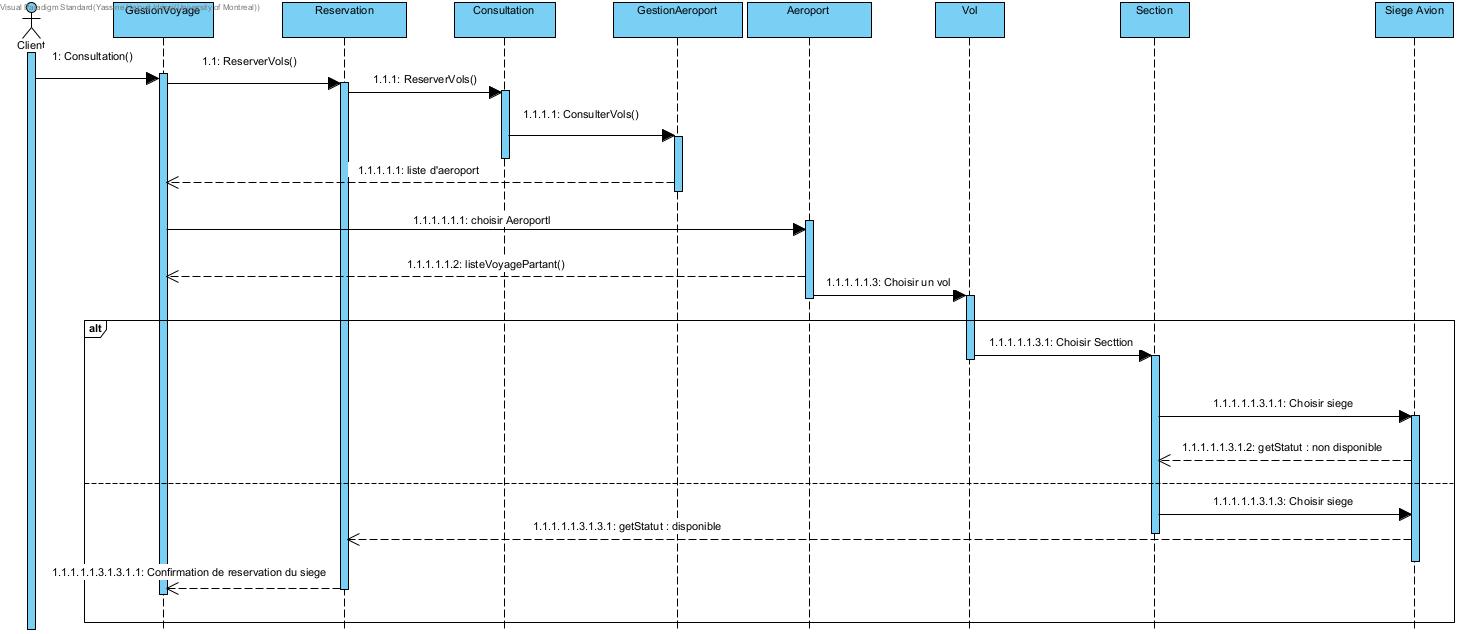 Visual Paradigm Standard(Yassine University of Montreal))
GestionVoyage
Reservation
Consultation
GestionAeroport
Aeroport
Vol
Section
Siege Avion
Client
1: Consultation()
1.1: ReserverVols()
1.1.1: ReserverVols()
1.1.1.1: ConsulterVols()
1.1.1.1.1: liste d'aeroport
1.1.1.1.1.1: choisir AeroportI
1.1.1.1.1.2: listeVoyagePartant()
1.1.1.1.1.3: Choisir un vol
alt
1.1.1.1.1.3.1: Choisir Secttion
1.1.1.1.1.3.1.1: Choisir siege
1.1.1.1.1.3.1.2: getStatut : non disponible
1.1.1.1.1.3.1.3: Choisir siege
1.1.1.1.1.3.1.3.1: getStatut : disponible
1.1.1.1.1.3.1.3.1.1: Confirmation de reservation du siege